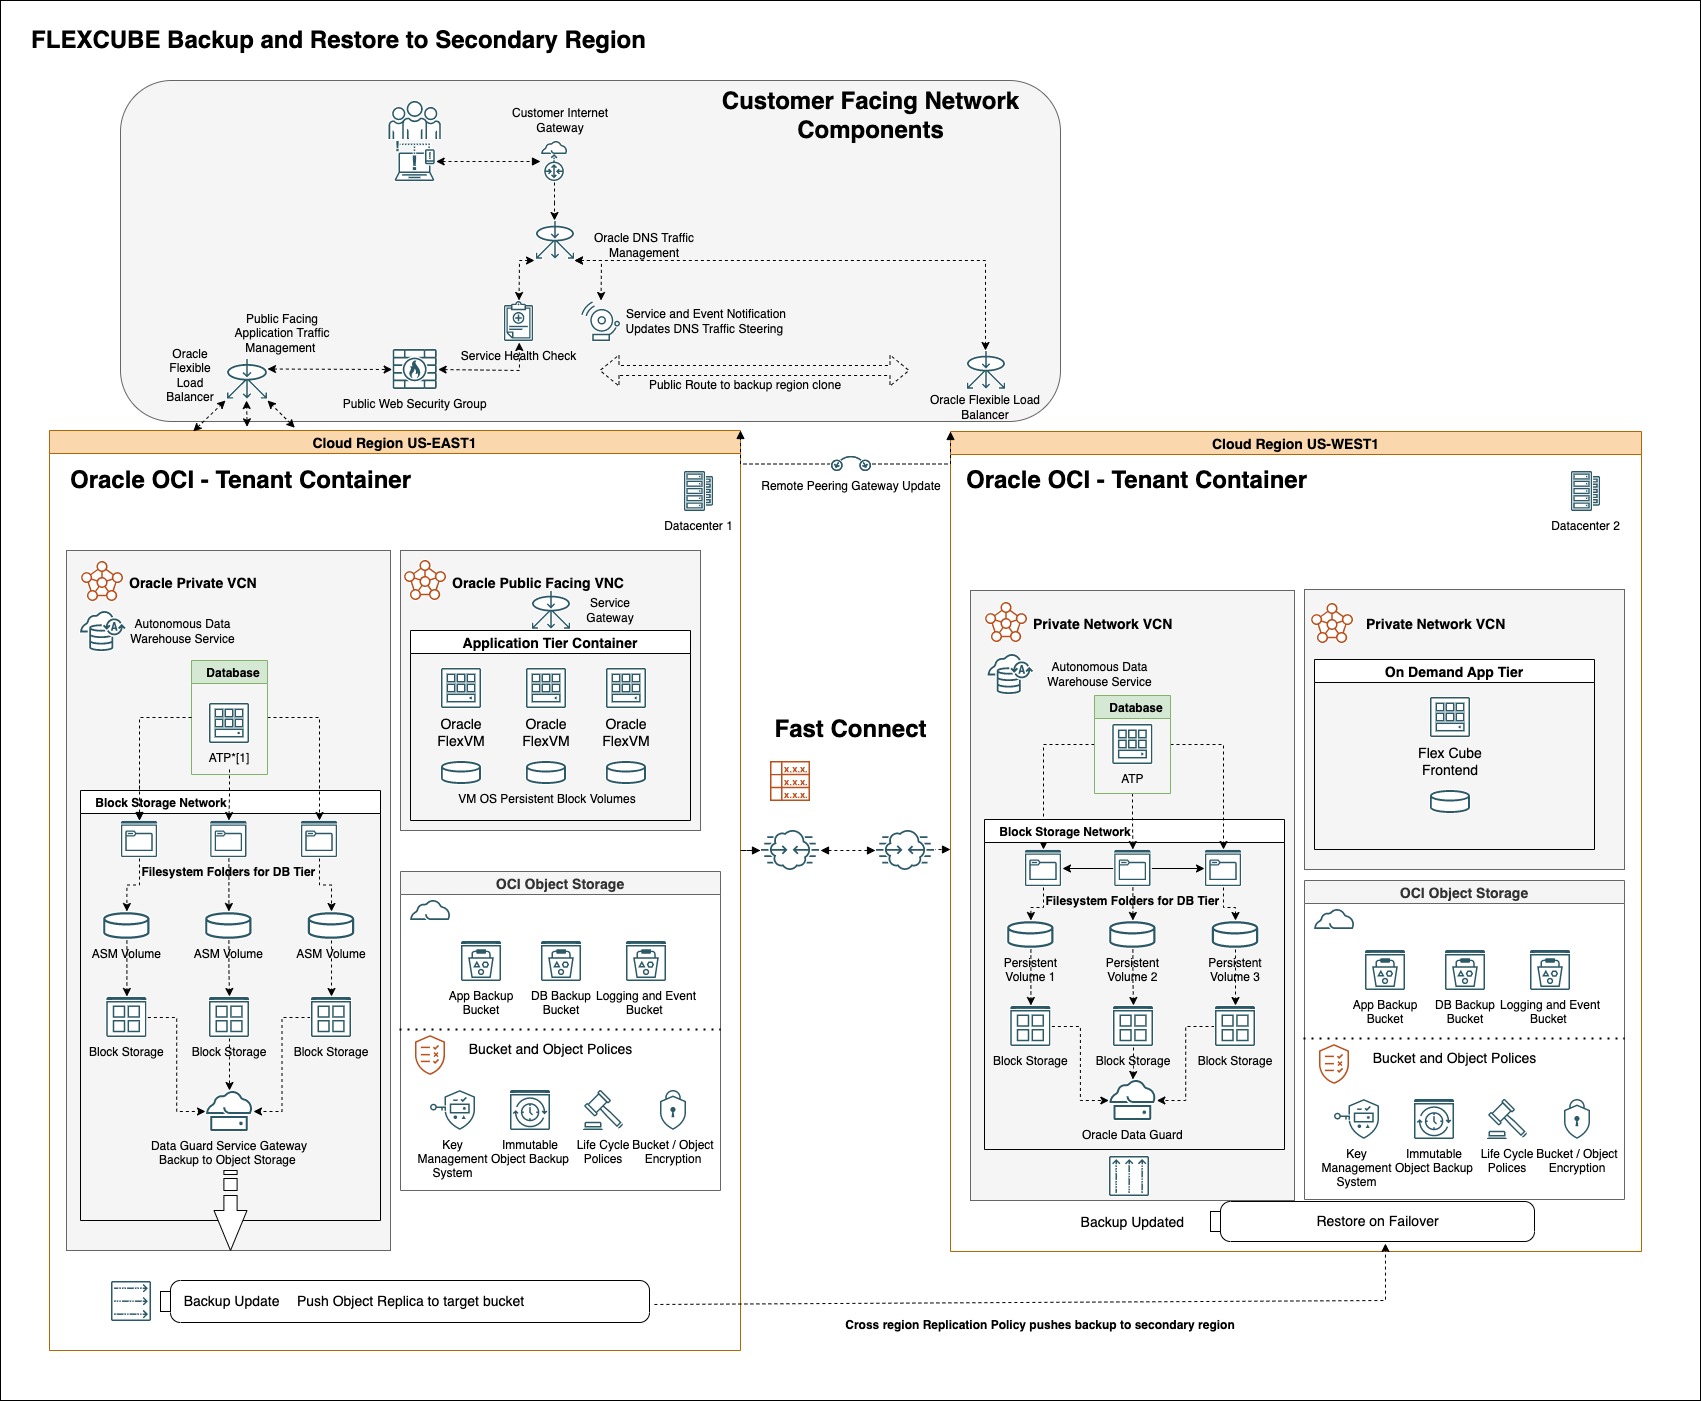 FLEXCUBE Backup and Restore to Secondary Region
Customer Facing Network
Components
Customer Internet
Gateway
Oracle DNS Traffic
Management
Service and Event Notification
Updates DNS Traffic Steering
Service Health Check
Public Facing
Application Traffic
Management
Oracle
Flexible
Load
Balancer
Public Web Security Group
Public Route to backup region clone
Oracle Flexible Load
Balancer
Cloud Region US-EAST1
Oracle OCI - Tenant Container
Datacenter 1
Oracle Private VCN
Autonomous Data
Warehouse Service
Database
ATP*[1]
Block Storage Network
Filesystem Folders for DB Tier
ASM Volume
ASM Volume
ASM Volume
Block Storage
Block Storage
Block Storage
Data Guard Service Gateway
Backup to Object Storage
Oracle Public Facing VNC
Service
Gateway
Application Tier Container
Oracle
FlexVM
Oracle
FlexVM
Oracle
FlexVM
VM OS Persistent Block Volumes
OCI Object Storage
App Backup
Bucket
DB Backup
Bucket
Logging and Event
Bucket
Bucket and Object Polices
Key
Management
System
Immutable
Object Backup
Life Cycle
Polices
Bucket / Object
Encryption
Backup Update Push Object Replica to target bucket
Remote Peering Gateway Update
Fast Connect
x.x.x.
x.x.x.
x.x.x.
Cloud Region US-WEST1
Oracle OCI - Tenant Container
Datacenter 2
Private Network VCN
Autonomous Data
Warehouse Service
Database
ATP
Block Storage Network
Filesystem Folders for DB Tier
Persistent
Volume 1
Persistent
Volume 2
Persistent
Volume 3
Block Storage
Block Storage
Block Storage
Oracle Data Guard
Private Network VCN
On Demand App Tier
Flex Cube
Frontend
OCI Object Storage
App Backup
Bucket
DB Backup
Bucket
Logging and Event
Bucket
Bucket and Object Polices
Key
Management
System
Immutable
Object Backup
Life Cycle
Polices
Bucket / Object
Encryption
Backup Updated
Restore on Failover
Cross region Replication Policy pushes backup to secondary region